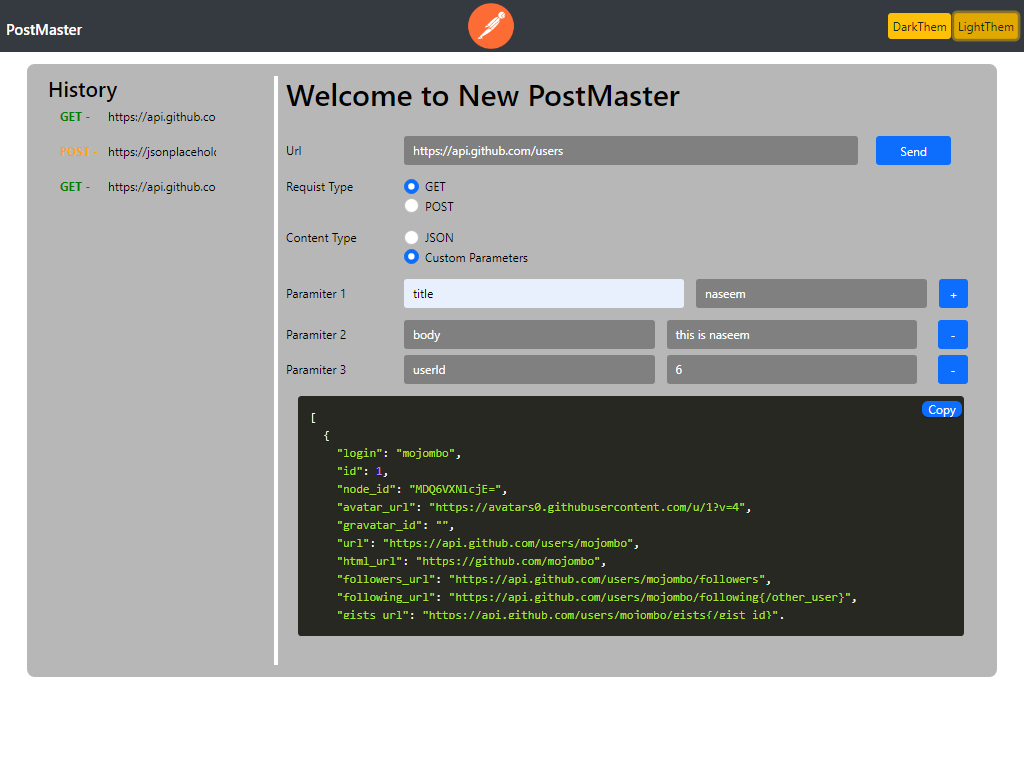 PostMaster
DarkThem LightThem
History
GET - https://api.github.co
POST - https://jsonplacehol
GET - https://api.github.co
Welcome to New PostMaster
Url https://api.github.com/users Send
Requist Type GET
POST
Content Type JSON
Custom Parameters
Paramiter 1 title naseem +
Paramiter 2 body this is naseem -
Paramiter 3 userId 6 -
Copy
[
{
"login": "mojombo",
"id": 1,
"node_id": "MDQ6VXNlcjE=",
"avatar_url": "https://avatars0.githubusercontent.com/u/1?v=4",
"gravatar_id": "",
"url": "https://api.github.com/users/mojombo",
"html_url": "https://github.com/mojombo",
"followers_url": "https://api.github.com/users/mojombo/followers",
"following_url": "https://api.github.com/users/mojombo/following{/other_user}",
"gists_url": "https://api.github.com/users/mojombo/gists{/gist_id}",